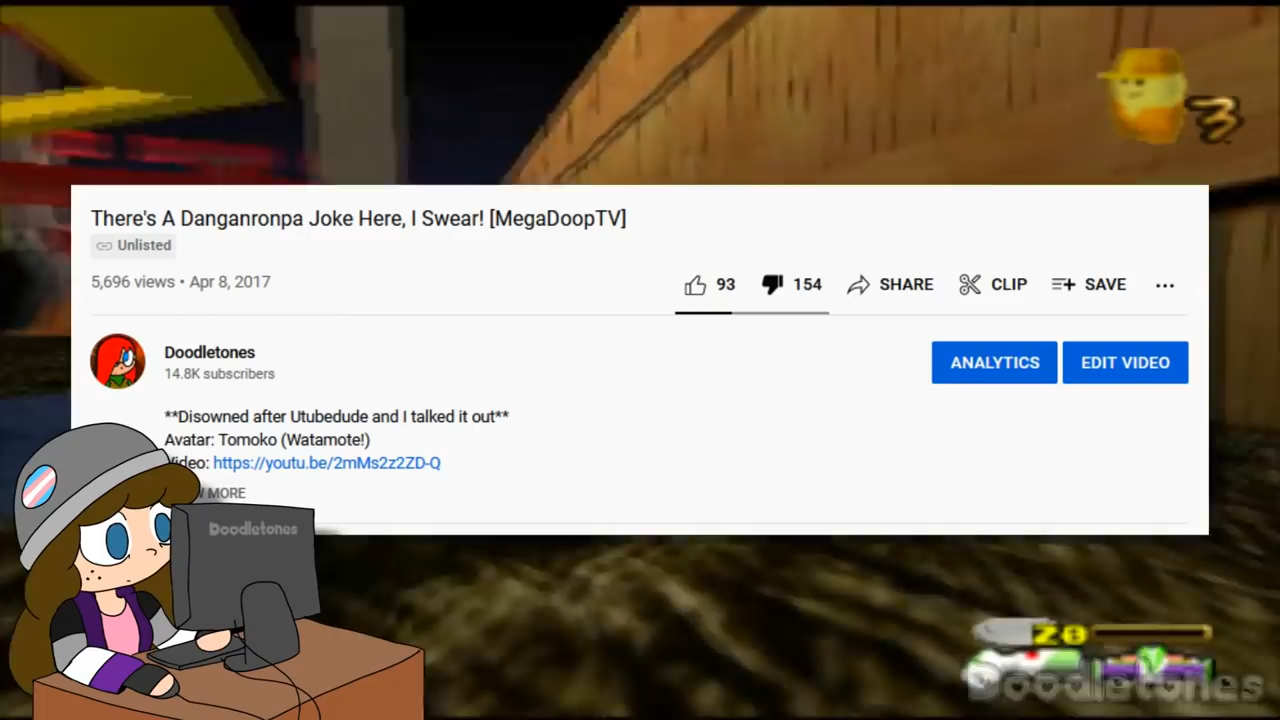 3
There's A Danganronpa Joke Here, I Swear! [MegaDoopTV]
Unlisted
5,696 views • Apr 8, 2017
93 154 SHARE CLIP SAVE ...
Doodletones
14.8K subscribers
ANALYTICS EDIT VIDEO
**Disowned after Utubedude and I talked it out**
Avatar: Tomoko (Watamote!)
ideo: https://youtu.be/2mMs2z2ZD-Q
W MORE
Doodletones
Doodletones